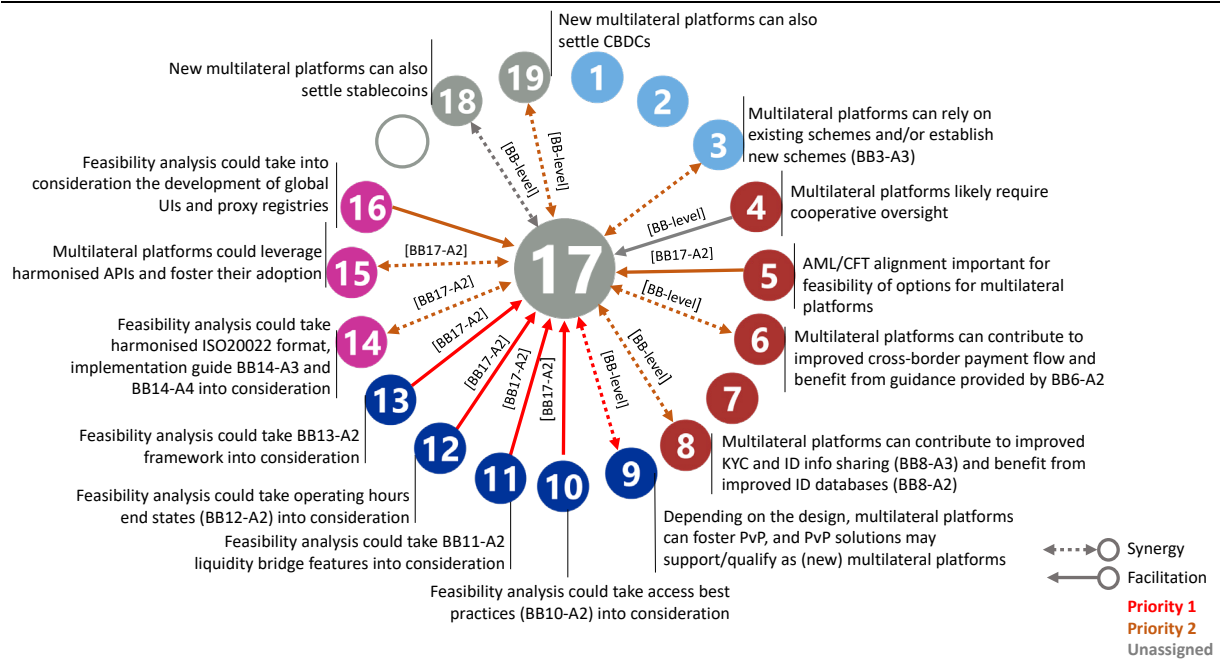 New multilateral platforms can also
settle CBDCs
New multilateral platforms can also
settle stablecoins
19
1
18
2
Multilateral platforms can rely on
existing schemes and/or establish
new schemes (BB3-A3)
3
[BB-level]
[BB-level]
Feasibility analysis could take into
consideration the development of global
UIs and proxy registries
16
4
Multilateral platforms likely require
cooperative oversight
[BB-level]
Multilateral platforms could leverage
harmonised APIs and foster their adoption
15
[BB17-A2]
17
[BB17-A2]
5
AML/CFT alignment important for
feasibility of options for multilateral
platforms
[BB17-A2]
[BB-level]
Feasibility analysis could take
harmonised ISO20022 format,
implementation guide BB14-A3 and
BB14-A4 into consideration
14
6
Multilateral platforms can contribute to
improved cross-border payment flow and
benefit from guidance provided by BB6-A2
[BB17-A2]
[BB17-A2]
[BB17-A2]
[BB17-A2]
[BB-level]
[BB-level]
13
7
Feasibility analysis could take BB13-A2
framework into consideration
12
8
Multilateral platforms can contribute to improved
KYC and ID info sharing (BB8-A3) and benefit from
improved ID databases (BB8-A2)
11
10
9
Feasibility analysis could take operating hours
end states (BB12-A2) into consideration
Depending on the design, multilateral platforms
can foster PvP, and PvP solutions may
support/qualify as (new) multilateral platforms
Feasibility analysis could take BB11-A2
liquidity bridge features into consideration
Feasibility analysis could take access best
practices (BB10-A2) into consideration
Synergy
Facilitation
Priority 1
Priority 2
Unassigned